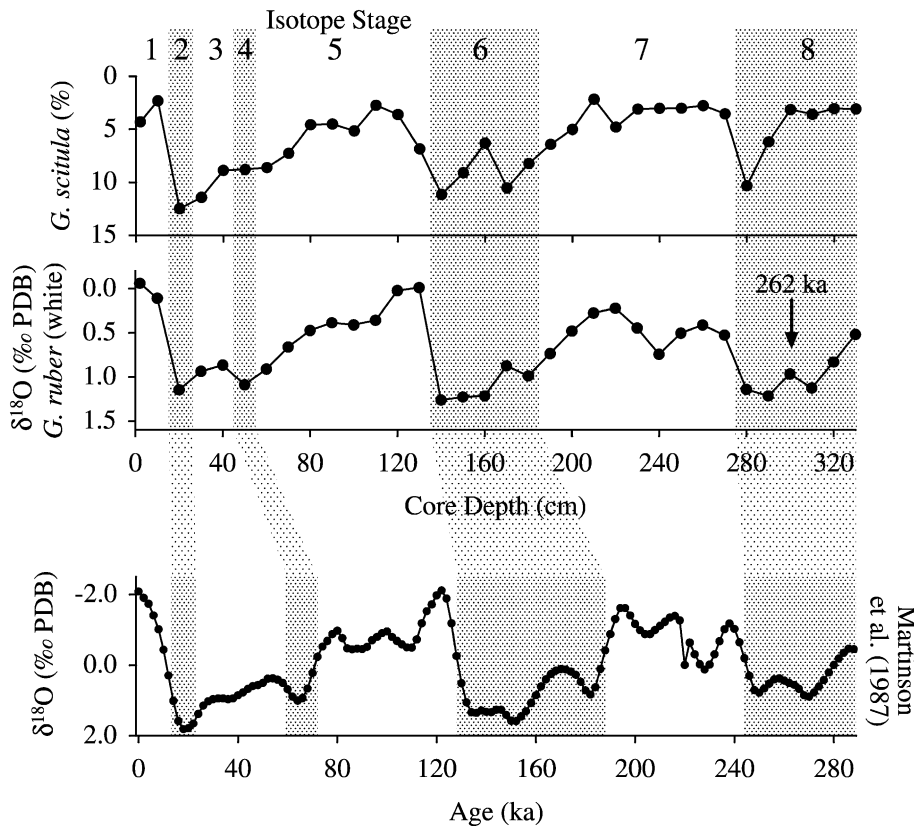 Isotope Stage
1 2 3 4 5 6 7 8
0
5
10
15
G. scitula (%)
0.0
0.5
1.0
1.5
δ¹⁸O (‰ PDB)
G. ruber (white)
262 ka
0 40 80 120 160 200 240 280 320
Core Depth (cm)
-2.0
0.0
2.0
δ¹⁸O (‰ PDB)
Martinson
et al. (1987)
0 40 80 120 160 200 240 280
Age (ka)